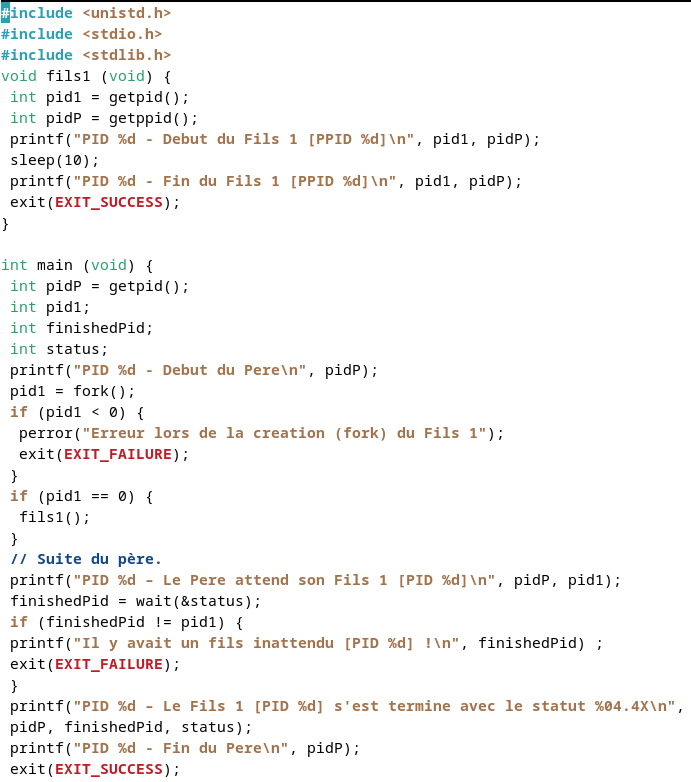 #include <unistd.h>
#include <stdio.h>
#include <stdlib.h>
void fils1 (void) {
 int pid1 = getpid();
 int pidP = getppid();
 printf("PID %d - Debut du Fils 1 [PPID %d]\n", pid1, pidP);
 sleep(10);
 printf("PID %d - Fin du Fils 1 [PPID %d]\n", pid1, pidP);
 exit(EXIT_SUCCESS);
}

int main (void) {
 int pidP = getpid();
 int pid1;
 int finishedPid;
 int status;
 printf("PID %d - Debut du Pere\n", pidP);
 pid1 = fork();
 if (pid1 < 0) {
  perror("Erreur lors de la creation (fork) du Fils 1");
  exit(EXIT_FAILURE);
 }
 if (pid1 == 0) {
  fils1();
 }
 // Suite du père.
 printf("PID %d – Le Pere attend son Fils 1 [PID %d]\n", pidP, pid1);
 finishedPid = wait(&status);
 if (finishedPid != pid1) {
 printf("Il y avait un fils inattendu [PID %d] !\n", finishedPid) ;
 exit(EXIT_FAILURE);
 }
 printf("PID %d – Le Fils 1 [PID %d] s'est termine avec le statut %04.4X\n",
 pidP, finishedPid, status);
 printf("PID %d - Fin du Pere\n", pidP);
 exit(EXIT_SUCCESS);